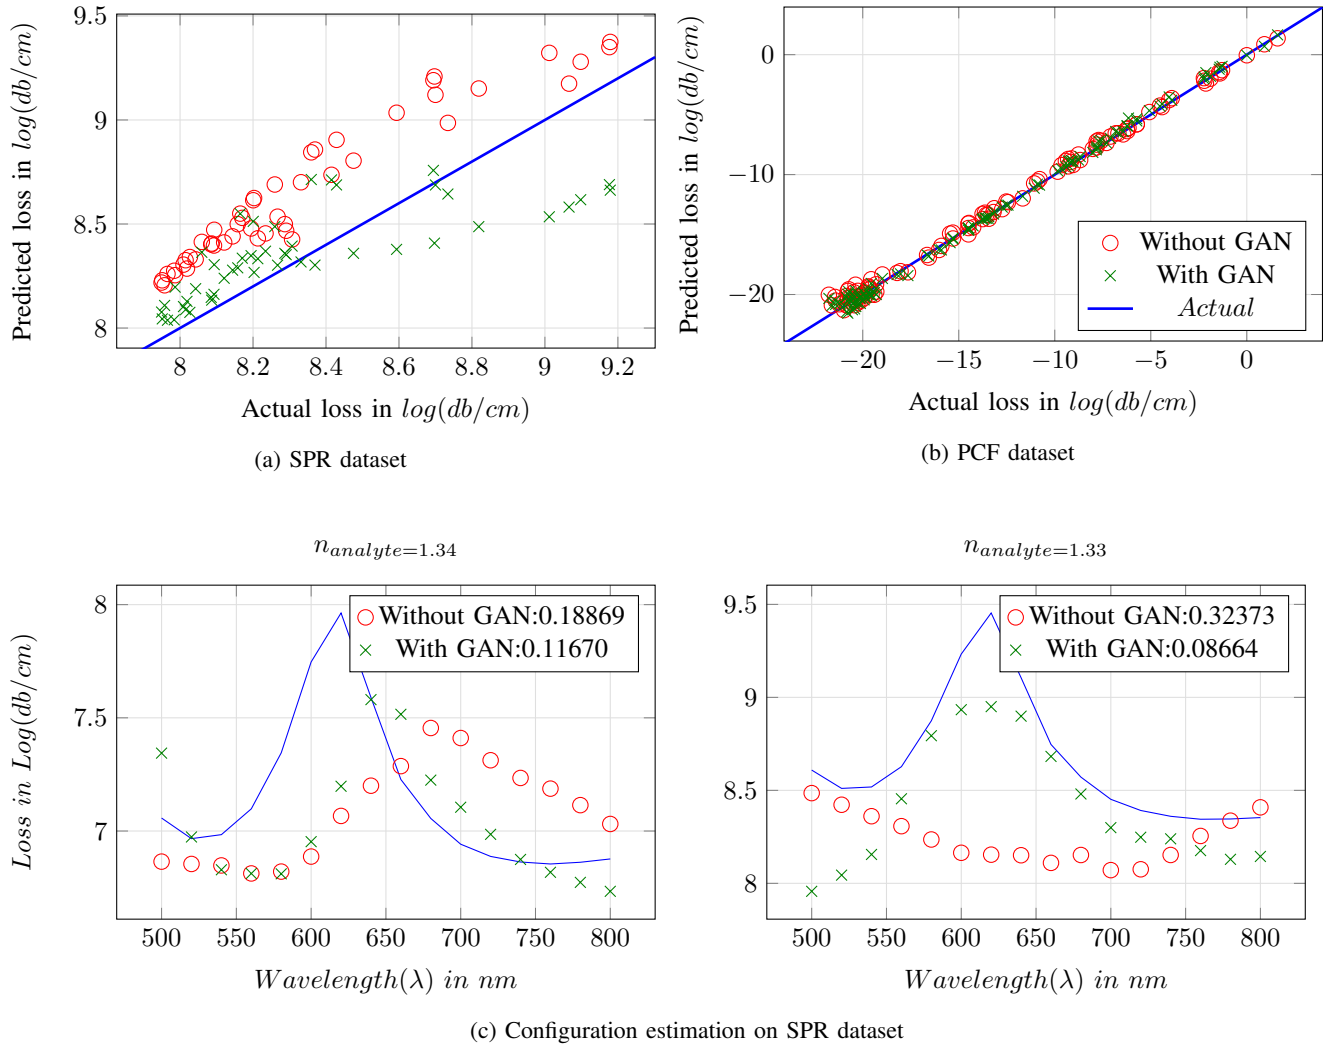 9.5
9
8.5
8
8
8.2
8.4
8.6
8.8
9
9.2
Predicted loss in log(db/cm)
Actual loss in log(db/cm)
(a) SPR dataset
0
−10
−20
−20
−15
−10
−5
0
Predicted loss in log(db/cm)
Without GAN
With GAN
Actual
Actual loss in log(db/cm)
(b) PCF dataset
n_{analyte=1.34}
8
7.5
7
500
550
600
650
700
750
800
Loss in Log(db/cm)
Without GAN:0.18869
With GAN:0.11670
Wavelength(λ) in nm
n_{analyte=1.33}
9.5
9
8.5
8
500
550
600
650
700
750
800
Without GAN:0.32373
With GAN:0.08664
Wavelength(λ) in nm
(c) Configuration estimation on SPR dataset